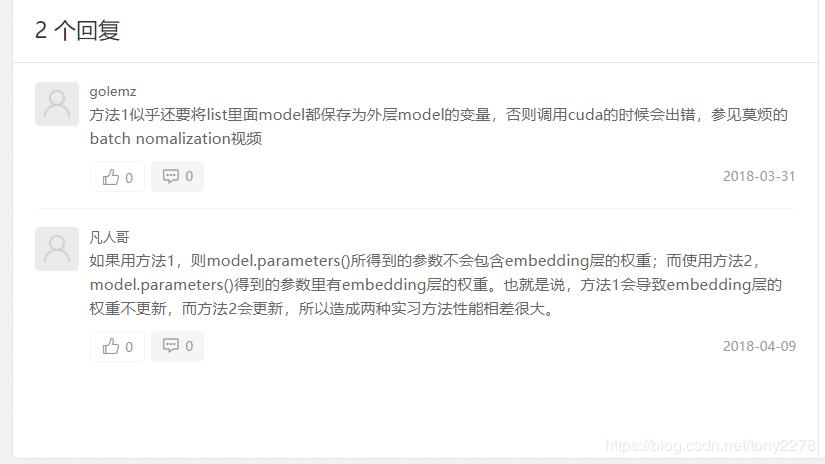 2 个回复
golemz
方法1似乎还要将list里面model都保存为外层model的变量，否则调用cuda的时候会出错，参见莫烦的
batch nomalization视频
0 0 2018-03-31
凡人哥
如果用方法1，则model.parameters()所得到的参数不会包含embedding层的权重；而使用方法2，
model.parameters()得到的参数里有embedding层的权重。也就是说，方法1会导致embedding层的
权重不更新，而方法2会更新，所以造成两种实习方法性能相差很大。
0 0 2018-04-09
https://blog.csdn.net/tony2278